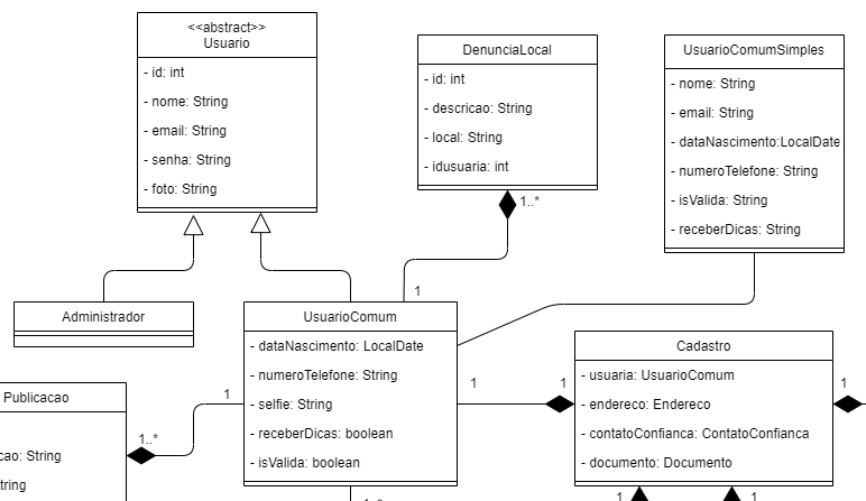 <<abstract>>
Usuario
- id: int
- nome: String
- email: String
- senha: String
- foto: String
DenunciaLocal
- id: int
- descricao: String
- local: String
- idusuaria: int
1..*
UsuarioComumSimples
- nome: String
- email: String
- dataNascimento:LocalDate
- numeroTelefone: String
- isValida: String
- receberDicas: String
Administrador
1
UsuarioComum
- dataNascimento: LocalDate
- numeroTelefone: String
- selfie: String
- receberDicas: boolean
- isValida: boolean
Cadastro
- usuaria: UsuarioComum
- endereco: Endereco
- contatoConfianca: ContatoConfianca
- documento: Documento
1
1
1
1
Publicacao
cao: String
tring
1..*
1..*
1
1